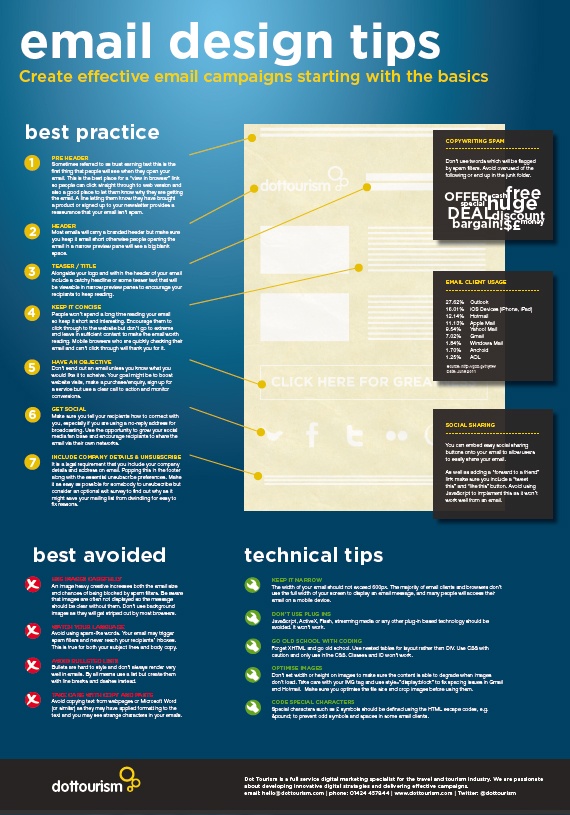 email design tips
Create effective email campaigns starting with the basics
best practice
1
PRE HEADER
Sometimes referred to as trust earning text this is the
first thing that people will see when they open your
email. This is the best place for a "view in browser" link
so people can click straight through to web version and
also a good place to let them know why they are getting
the email. A line letting them know they have brought
a product or signed up to your newsletter provides a
reassurance that your email isn't spam.
2
HEADER
Most emails will carry a branded header but make sure
you keep it small short otherwise people opening the
email in a narrow preview pane will see a big blank
space.
3
TEASER / TITLE
Alongside your logo and within the header of your email
include a catchy headline or some teaser text that will
be viewable in narrow preview panes to encourage your
recipients to keep reading.
4
KEEP IT CONCISE
People won't spend a long time reading your email
so keep it short and interesting. Encourage them to
click through to the website but don't go to extreme
and leave in sufficient content to make the email worth
reading. Mobile browsers who are quickly checking their
email and can't click through will thank you for it.
5
HAVE AN OBJECTIVE
Don't send out an email unless you know what you
would like it to achieve. Your goal might be to boost
website visits, make a purchase/enquiry, sign up for
a service but use a clear call to action and monitor
conversions.
6
GET SOCIAL
Make sure you tell your recipients how to connect with
you, especially if you are using a no-reply address for
broadcasting. Use the opportunity to grow your social
media fan base and encourage recipients to share the
email via their own networks.
7
INCLUDE COMPANY DETAILS & UNSUBSCRIBE
It is a legal requirement that you include your company
details and address on email. Popping this in the footer
along with the essential unsubscribe preferences. Make
it as easy as possible for somebody to unsubscribe but
consider an optional exit survey to find out why as it
might save your mailing list from dwindling for easy to
fix reasons.
dottourism
CLICK HERE FOR GREA
COPYWRITING SPAM
Don't use words which will be flagged
by spam filters. Avoid overused of the
following or end up in the junk folder.
OFFER cash free
special huge
DEAL discount
bargain!$£ money
EMAIL CLIENT USAGE
27.62% Outlook
16.01% iOS Devices (iPhone, iPad)
12.14% Hotmail
11.13% Apple Mail
9.54% Yahoo! Mail
7.02% Gmail
1.84% Windows Mail
1.70% Android
1.25% AOL
SOCIAL SHARING
You can embed easy social sharing
buttons onto your email to allow users
to easily share your email.
As well as adding a "forward to a friend"
link make sure you include a "tweet
this" and "like this" button. Avoid using
JavaScript to implement this as it won't
work well from an email.
best avoided
An image heavy creative increases both the email size
and chances of being blocked by spam filters. Be aware
that images are often not displayed so the message
should be clear without them. Don't use background
images as they will get stripped out by most browsers.
Avoid using spam-like words. Your email may trigger
spam filters and never reach your recipients' inboxes.
This is true for both your subject lines and body copy.
Bullets are hard to style and don't always render very
well in emails. By all means use a list but create them
with line breaks and dashes instead.
Avoid copying text from webpages or Microsoft Word
(or similar) as they may have applied formatting to the
text and you may see strange characters in your emails.
technical tips
KEEP IT NARROW
The width of your email should not exceed 600px. The majority of email clients and browsers don't
use the full width of your screen to display an email message, and many people will access their
email on a mobile device.
DON'T USE PLUG INS
JavaScript, ActiveX, Flash, streaming media or any other plug-in based technology should be
avoided. It won't work.
GO OLD SCHOOL WITH CODING
Forget XHTML and go old school. Use nested tables for layout rather then DIV. Use CSS with
caution and only use inline CSS. Classes and ID won't work.
OPTIMISE IMAGES
Don't set width or height on images to make sure the content is able to degrade when images
don't load. Take care with your IMG tag and use style="display:block" to fix spacing issues in Gmail
and Hotmail. Make sure you optimise the file size and crop images before using them.
CODE SPECIAL CHARACTERS
Special characters such as £ symbols should be defined using the HTML escape codes, e.g.
&pound; to prevent odd symbols and spaces in some email clients.
dottourism
Dot Tourism is a full service digital marketing specialist for the travel and tourism industry. We are passionate
about developing innovative digital strategies and delivering effective campaigns.
email: hello@dottourism.com | phone: 01424 457844 | www.dottourism.com | Twitter: @dottourism